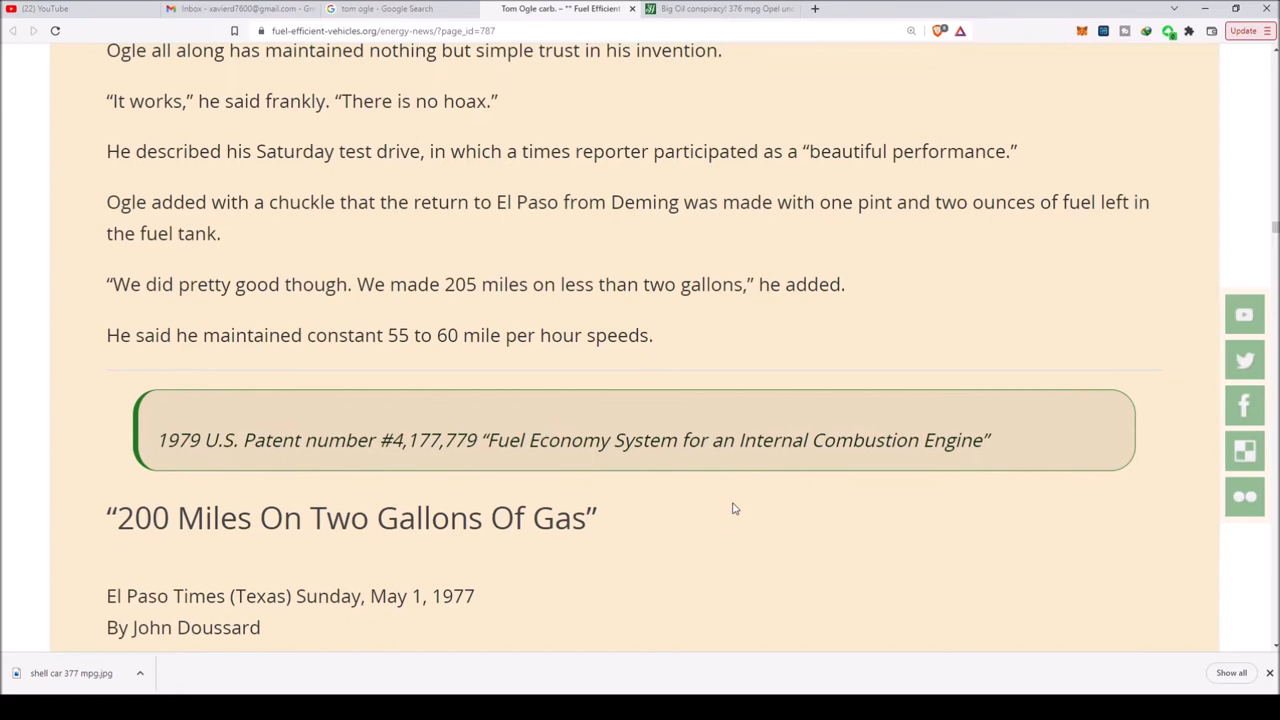 (22) YouTube
Inbox - xavierd7600@gmail.com - Gm
tom ogle - Google Search
Tom Ogle carb. – "" Fuel Efficient
Big Oil conspiracy! 376 mpg Opel unc
fuel-efficient-vehicles.org/energy-news/?page_id=787
Update
Ogle all along has maintained nothing but simple trust in his invention.
“It works,” he said frankly. “There is no hoax.”
He described his Saturday test drive, in which a times reporter participated as a “beautiful performance.”
Ogle added with a chuckle that the return to El Paso from Deming was made with one pint and two ounces of fuel left in
the fuel tank.
“We did pretty good though. We made 205 miles on less than two gallons,” he added.
He said he maintained constant 55 to 60 mile per hour speeds.
1979 U.S. Patent number #4,177,779 “Fuel Economy System for an Internal Combustion Engine”
“200 Miles On Two Gallons Of Gas”
El Paso Times (Texas) Sunday, May 1, 1977
By John Doussard
shell car 377 mpg.jpg
Show all